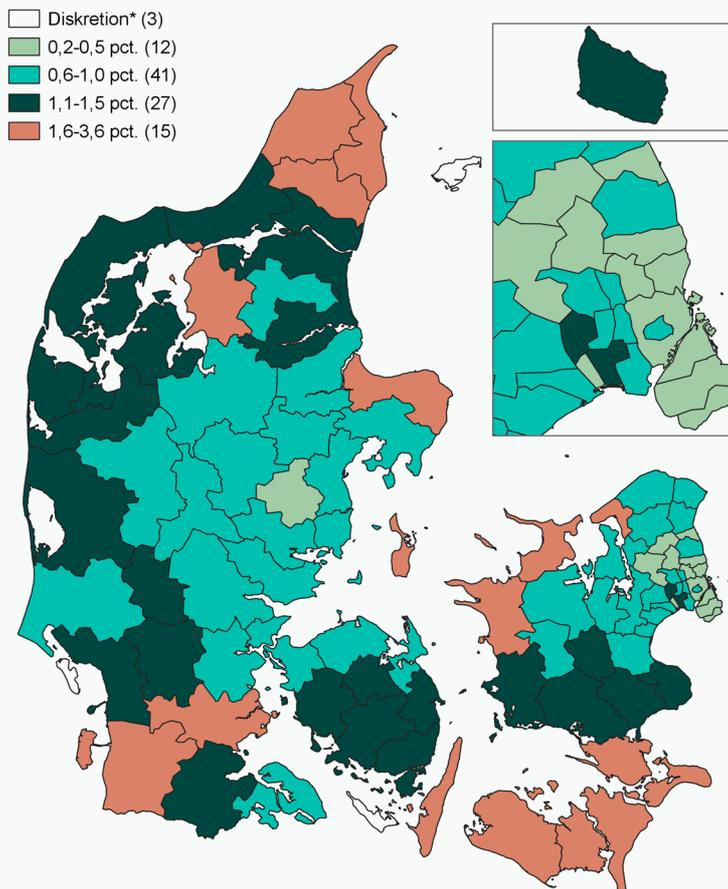 Diskretion* (3)
0,2-0,5 pct. (12)
0,6-1,0 pct. (41)
1,1-1,5 pct. (27)
1,6-3,6 pct. (15)